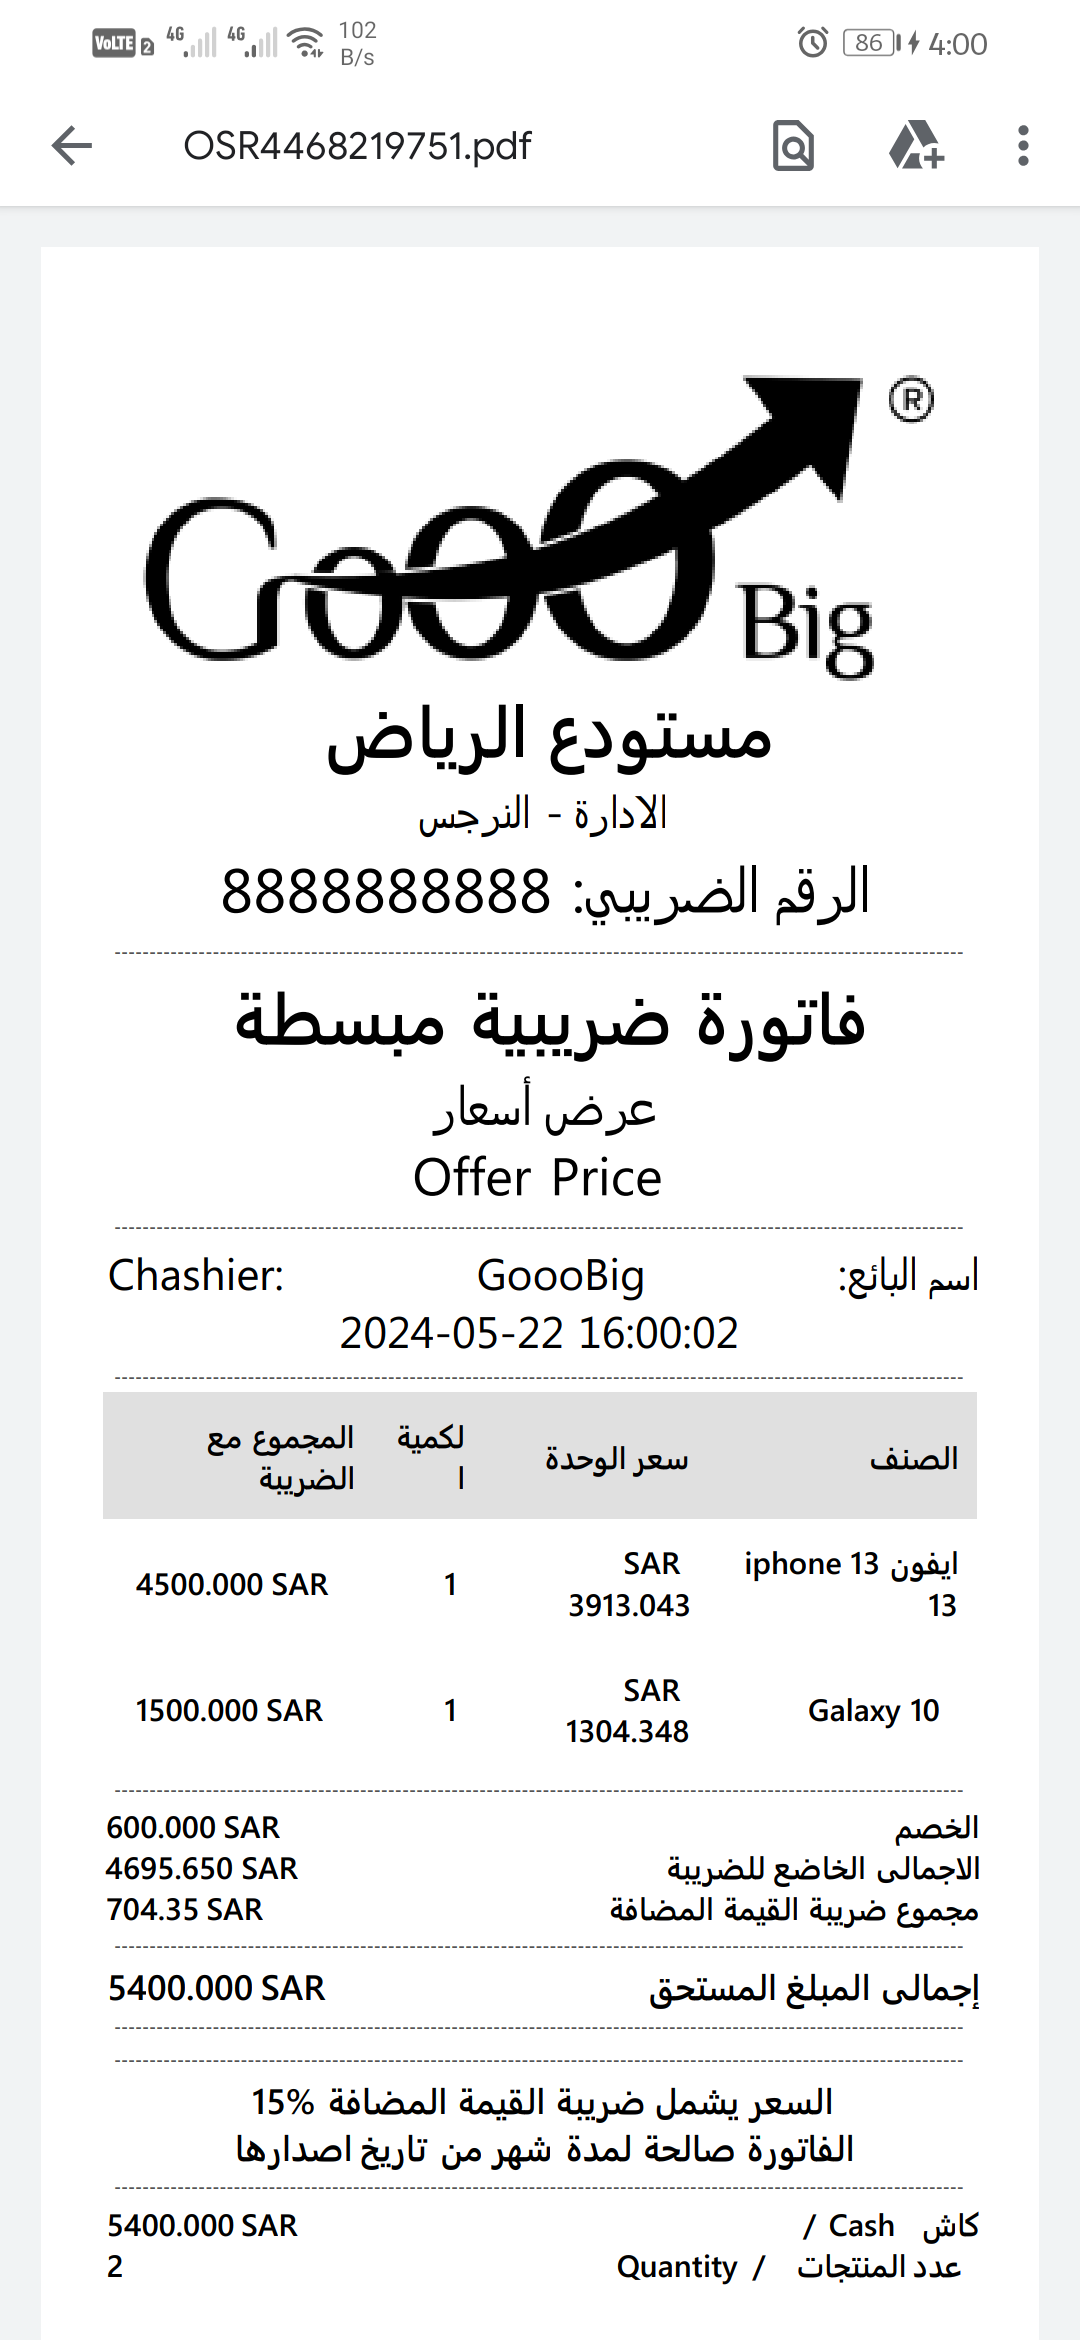 VoLTE 2 4G 4G 102 B/s 86 4:00
OSR4468219751.pdf
GoooBig ®
مستودع الرياض
الادارة - النرجس
الرقم الضريبي: 8888888888
فاتورة ضريبية مبسطة
عرض أسعار
Offer Price
Chashier: GoooBig اسم البائع:
2024-05-22 16:00:02
الصنف سعر الوحدة لكمية ا المجموع مع الضريبة
ايفون 13 iphone 13 SAR 3913.043 1 4500.000 SAR
Galaxy 10 SAR 1304.348 1 1500.000 SAR
الخصم 600.000 SAR
الاجمالى الخاضع للضريبة 4695.650 SAR
مجموع ضريبة القيمة المضافة 704.35 SAR
إجمالى المبلغ المستحق 5400.000 SAR
السعر يشمل ضريبة القيمة المضافة 15%
الفاتورة صالحة لمدة شهر من تاريخ اصدارها
كاش Cash / 5400.000 SAR
عدد المنتجات / Quantity 2